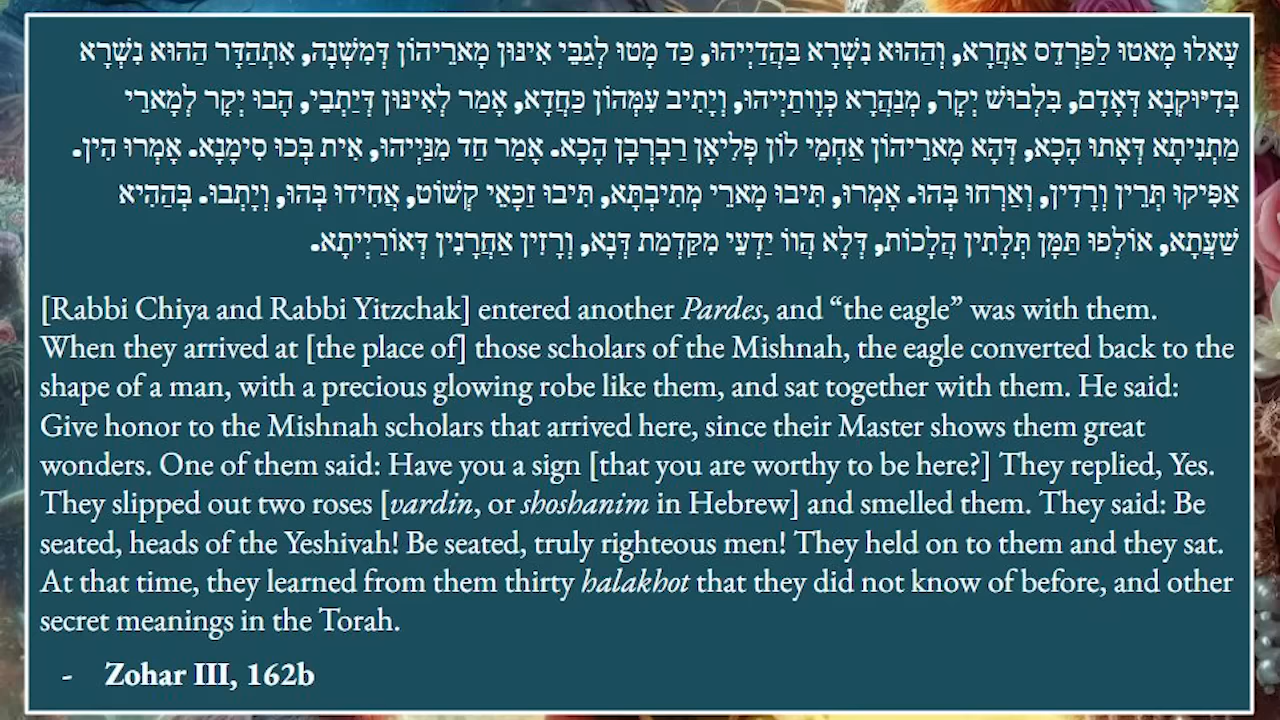 עָאלוּ מָאטוּ לַפַּרְדֵס אַחֲרָא, וְהַהוּא נִשְׁרָא בַּהֲדַיְיהוּ, כַּד מָטוּ לְגַבֵּי אִינּוּן מָארֵיהוֹן דְּמִשְׁנָה, אִתְהַדָּר הַהוּא נִשְׁרָא
בְּדִיּוּקְנָא דְּאָדָם, בִּלְבוּשׁ יְקָר, מְנַהֲרָא כְּוָותַיְיהוּ, וְיָתִיב עִמְּהוֹן כַּחֲדָא, אָמַר לְאִינּוּן דְּיַתְבֵי, הָבוּ יְקָר לְמָארֵי
מַתְנִיתָא דְּאָתוּ הָכָא, דְּהָא מָארֵיהוֹן אַחְמֵי לוֹן פְּלִיאָן רַבְרְבָן הָכָא. אָמַר חַד מִנַּיְיהוּ, אִית בְּכוּ סִימָנָא. אָמְרוּ הִין.
אַפִּיקוּ תְּרֵין וְרָדִין, וְאַרְחוּ בְּהוּ. אָמְרוּ, תִּיבוּ מָארֵי מְתִיבְתָּא, תִּיבוּ זַכָּאֵי קְשׁוֹט, אֲחִידוּ בְּהוּ, וְיָתְבוּ. בְּהַהִיא
שַׁעֲתָא, אוֹלְפוּ תַּמָּן תְּלָתִין הֲלָכוֹת, דְּלָא הֲווֹ יַדְעֵי מִקַּדְמַת דְּנָא, וְרָזִין אַחֲרָנִין דְּאוֹרַיְיתָא.
[Rabbi Chiya and Rabbi Yitzchak] entered another Pardes, and “the eagle” was with them.
When they arrived at [the place of] those scholars of the Mishnah, the eagle converted back to the
shape of a man, with a precious glowing robe like them, and sat together with them. He said:
Give honor to the Mishnah scholars that arrived here, since their Master shows them great
wonders. One of them said: Have you a sign [that you are worthy to be here?] They replied, Yes.
They slipped out two roses [vardin, or shoshanim in Hebrew] and smelled them. They said: Be
seated, heads of the Yeshivah! Be seated, truly righteous men! They held on to them and they sat.
At that time, they learned from them thirty halakhot that they did not know of before, and other
secret meanings in the Torah.
- Zohar III, 162b